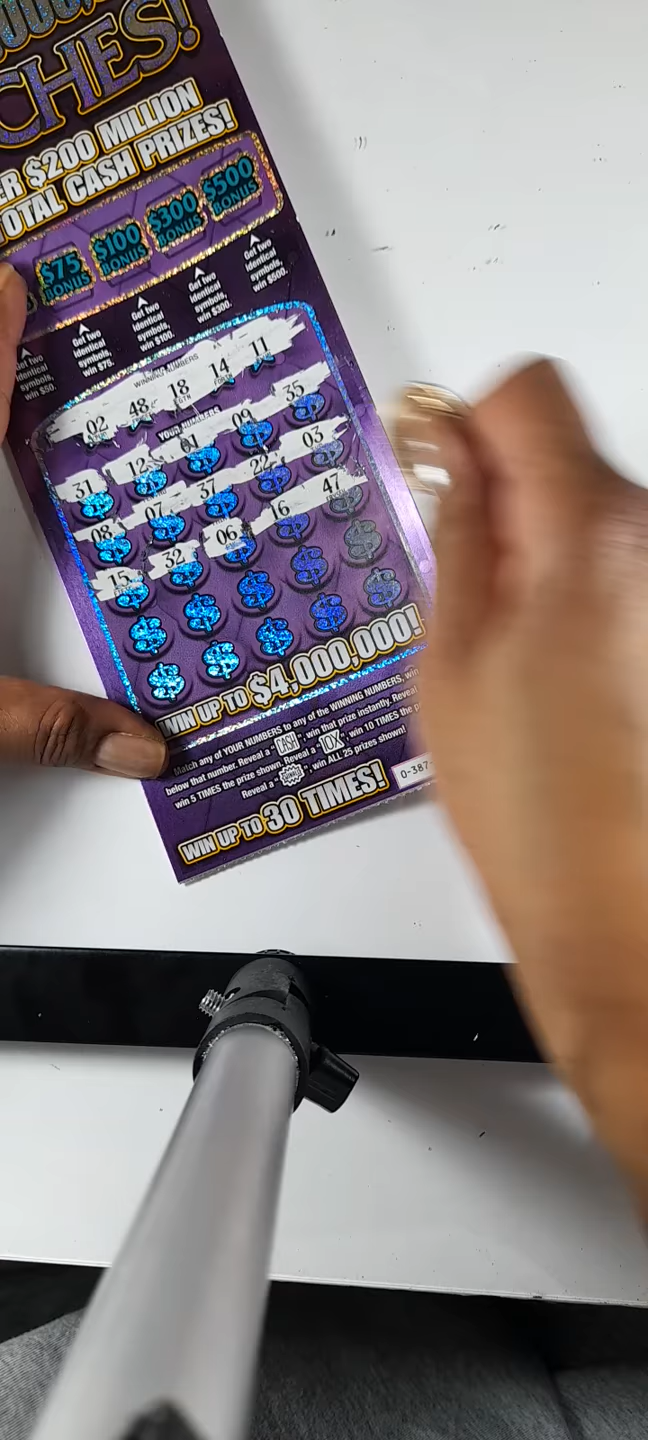 CHES!
ER $200 MILLION
TOTAL CASH PRIZES!
$75 BONUS $100 BONUS $300 BONUS $500 BONUS
Get two identical symbols, win $50.
Get two identical symbols, win $75.
Get two identical symbols, win $100.
Get two identical symbols, win $300.
Get two identical symbols, win $500.
WINNING NUMBERS
02 48 18 14 11
YOUR NUMBERS
31 12 09 35
08 07 37 22 03
15 32 06 16 47
WIN UP TO $4,000,000!
Match any of YOUR NUMBERS to any of the WINNING NUMBERS, win
below that number. Reveal a "CASH", win that prize instantly. Reveal
win 5 TIMES the prize shown. Reveal a "10X", win 10 TIMES the p
Reveal a " ", win ALL 25 prizes shown!
WIN UP TO 30 TIMES!
0-387-